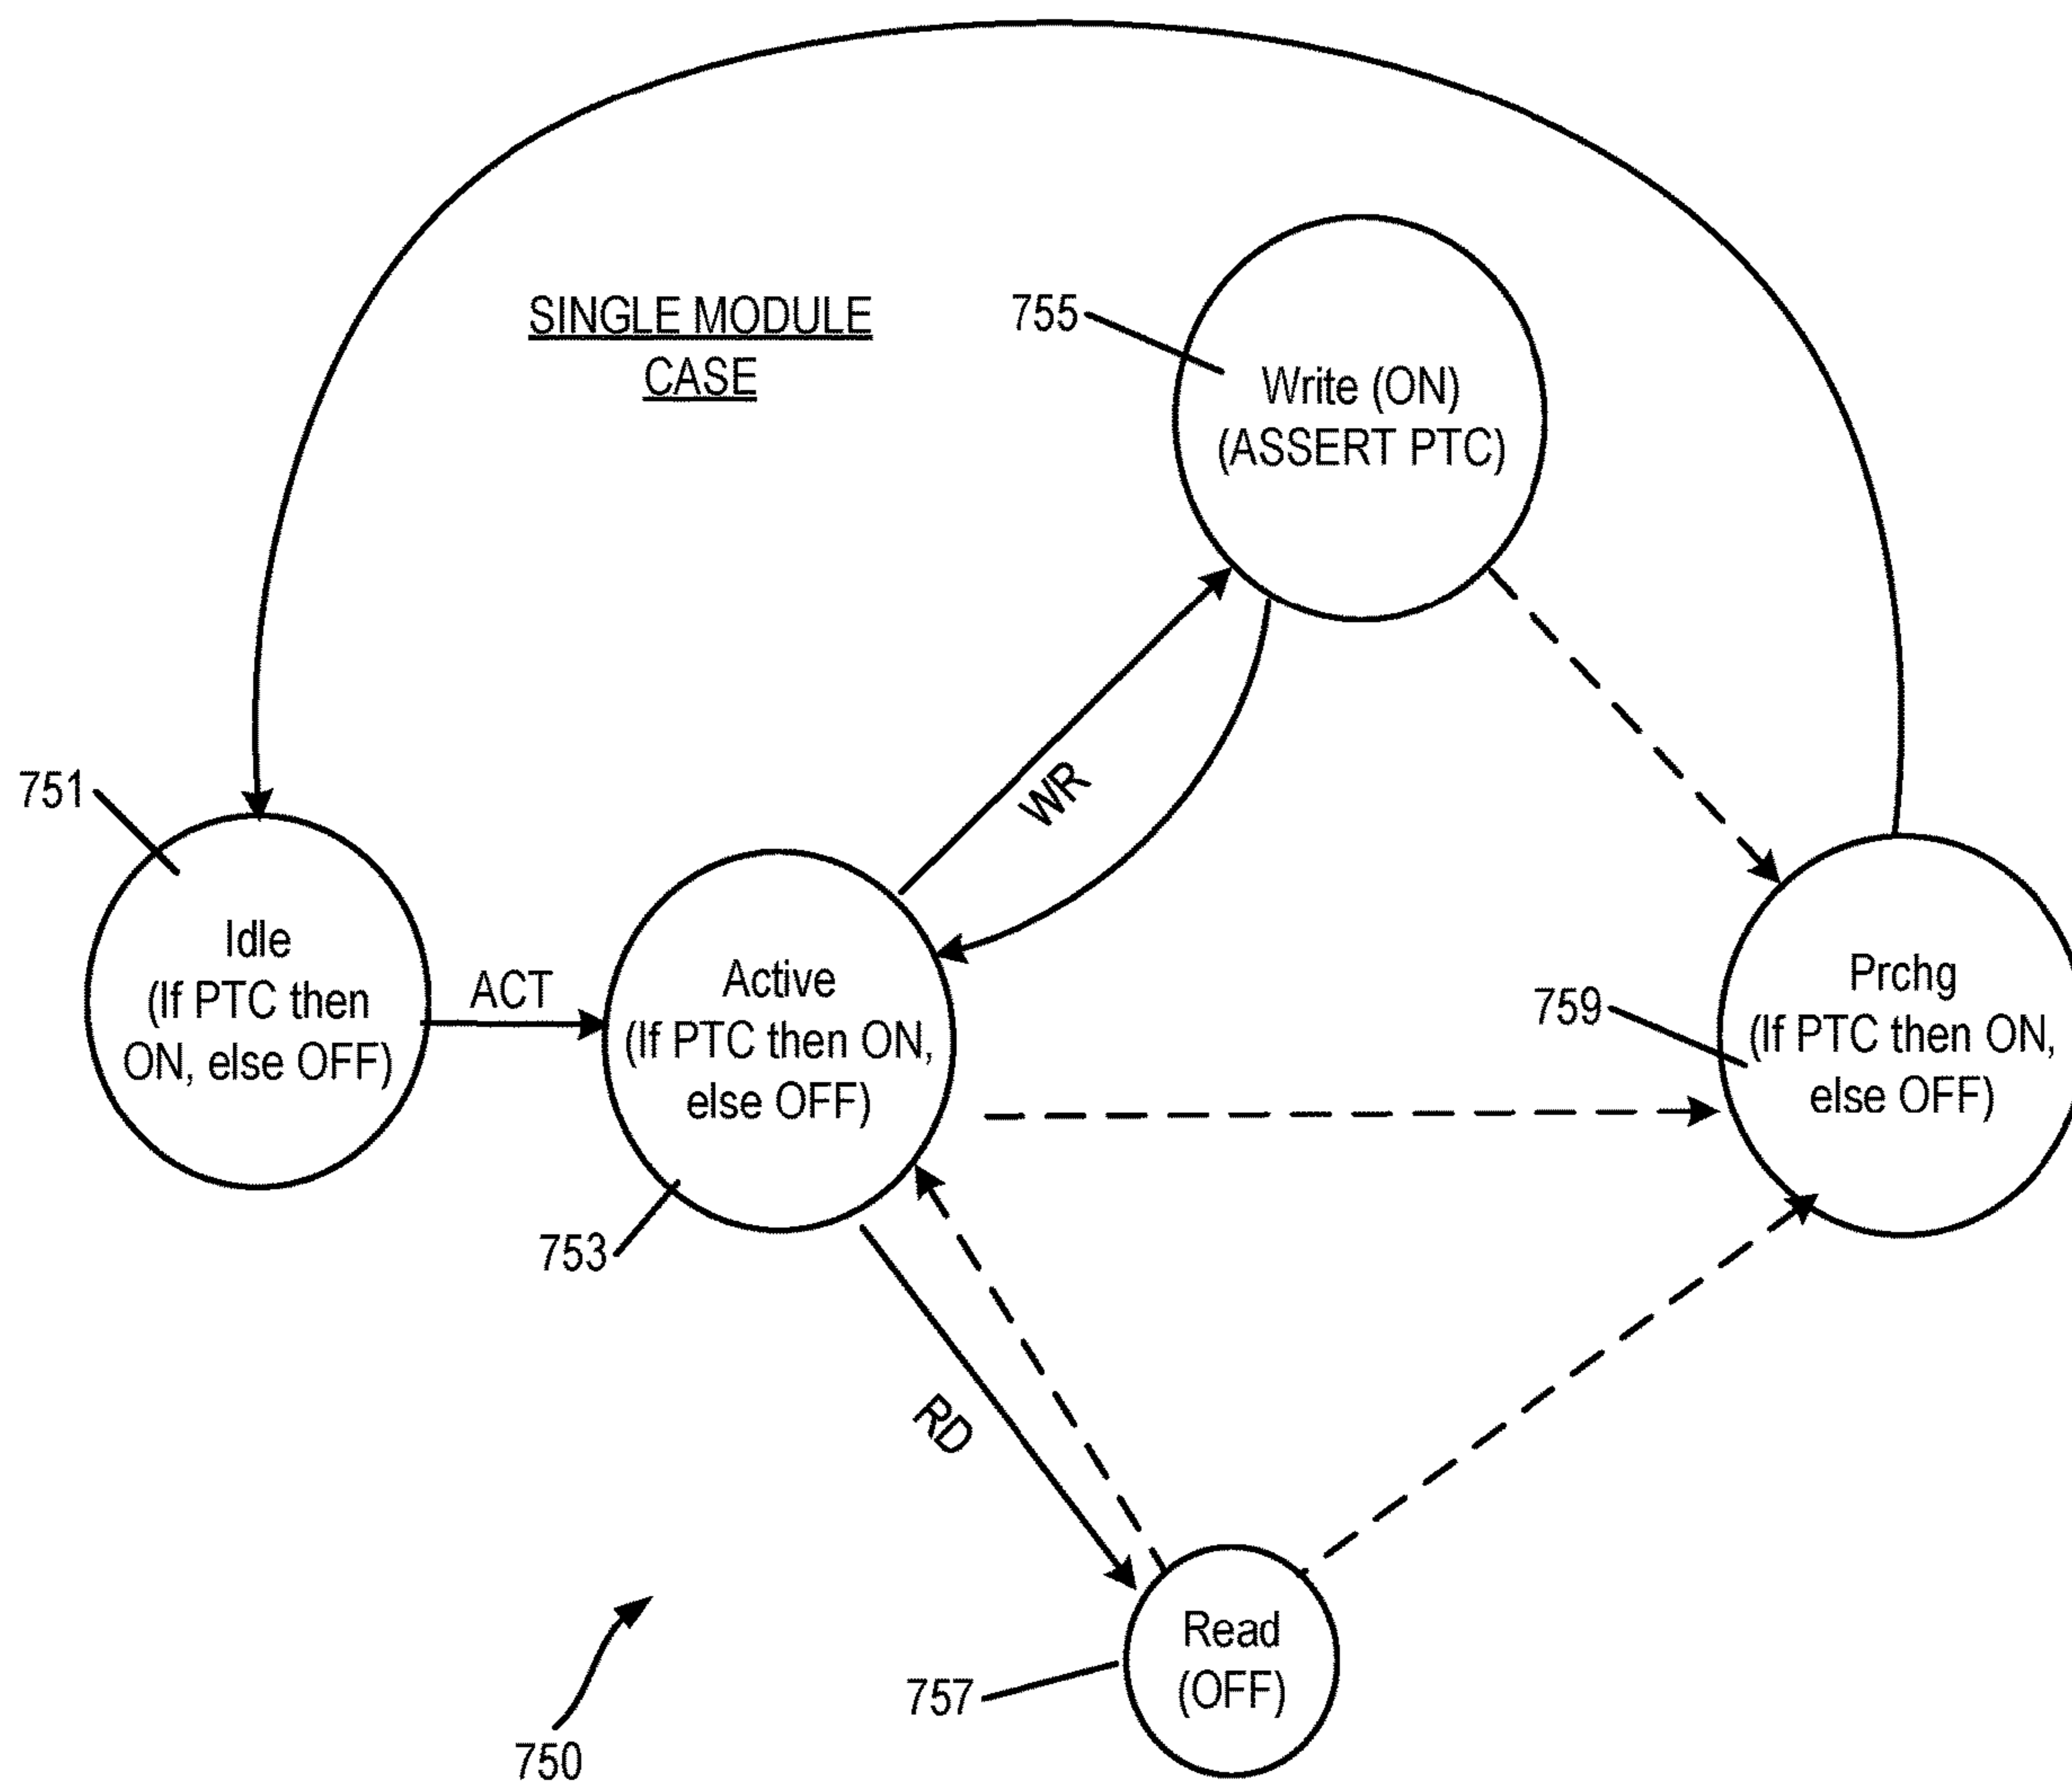 SINGLE MODULE
CASE
755
Write (ON)
(ASSERT PTC)
WR
751
Idle
(If PTC then
ON, else OFF)
ACT
Active
(If PTC then ON,
else OFF)
753
759
Prchg
(If PTC then ON,
else OFF)
RD
Read
(OFF)
757
750